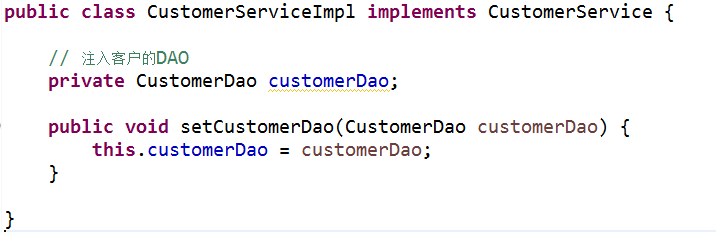 public class CustomerServiceImpl implements CustomerService {
// 注入客户的DAO
private CustomerDao customerDao;
public void setCustomerDao(CustomerDao customerDao) {
this.customerDao = customerDao;
}
}